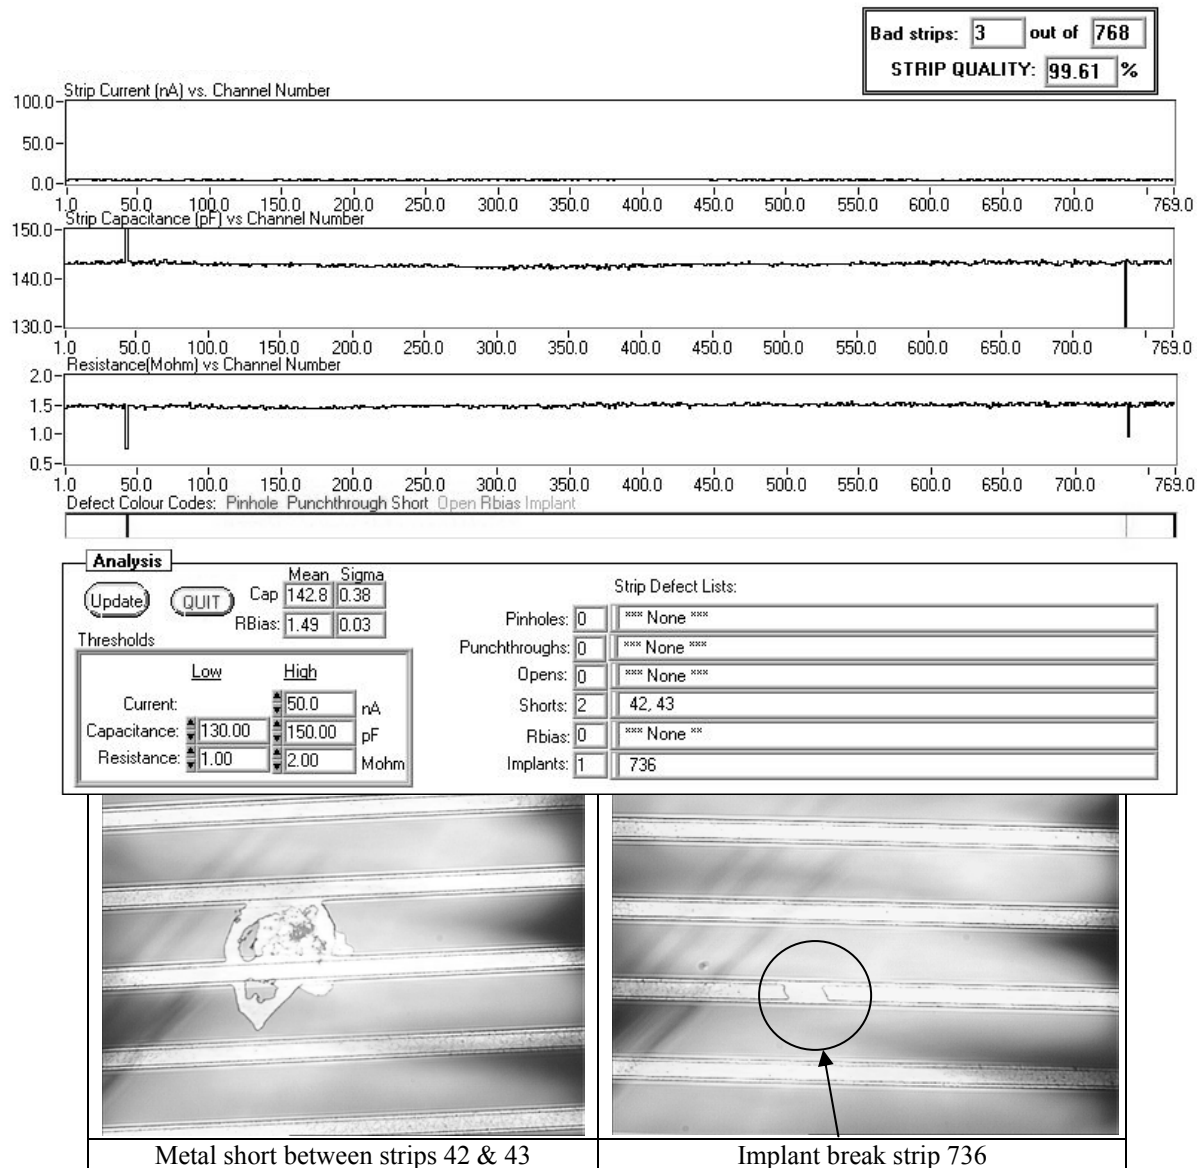 Bad strips: 3 out of 768
STRIP QUALITY: 99.61 %
Strip Current (nA) vs. Channel Number
100.0
50.0
0.0
1.0 50.0 100.0 150.0 200.0 250.0 300.0 350.0 400.0 450.0 500.0 550.0 600.0 650.0 700.0 769.0
Strip Capacitance (pF) vs Channel Number
150.0
140.0
130.0
1.0 50.0 100.0 150.0 200.0 250.0 300.0 350.0 400.0 450.0 500.0 550.0 600.0 650.0 700.0 769.0
Resistance(Mohm) vs Channel Number
2.0
1.5
1.0
0.5
1.0 50.0 100.0 150.0 200.0 250.0 300.0 350.0 400.0 450.0 500.0 550.0 600.0 650.0 700.0 769.0
Defect Colour Codes: Pinhole Punchthrough Short Open Rbias Implant
Analysis
Mean Sigma
Update QUIT Cap 142.8 0.38
RBias: 1.49 0.03
Thresholds
Low High
Current: 50.0 nA
Capacitance: 130.00 150.00 pF
Resistance: 1.00 2.00 Mohm
Strip Defect Lists:
Pinholes: 0 *** None ***
Punchthroughs: 0 *** None ***
Opens: 0 *** None ***
Shorts: 2 42, 43
Rbias: 0 *** None **
Implants: 1 736
Metal short between strips 42 & 43
Implant break strip 736